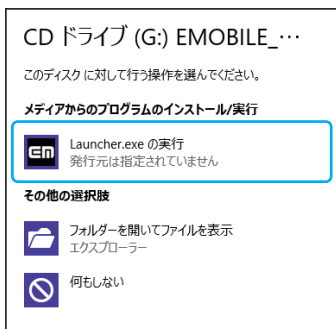 CD ドライブ (G:) EMOBILE_…
このディスク に対して行う操作を選んでください。
メディアからのプログラムのインストール/実行
Launcher.exe の実行
発行元は指定されていません
その他の選択肢
フォルダーを開いてファイルを表示
エクスプローラー
何もしない